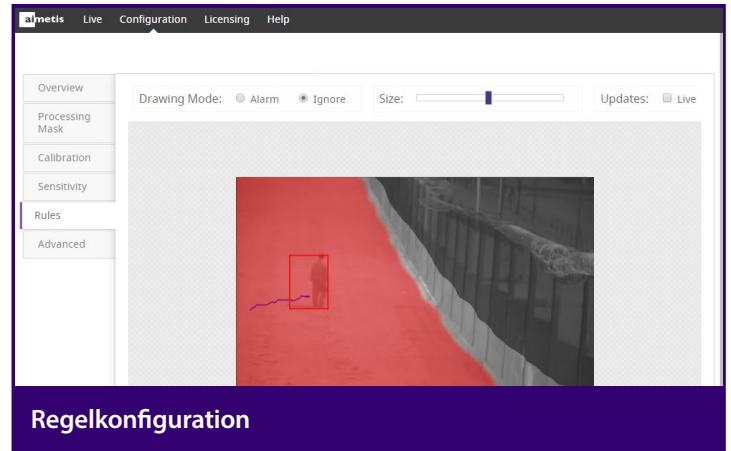 aimetis Live Configuration Licensing Help
Overview
Processing
Mask
Calibration
Sensitivity
Rules
Advanced
Drawing Mode: Alarm Ignore Size: Updates: Live
Regelkonfiguration